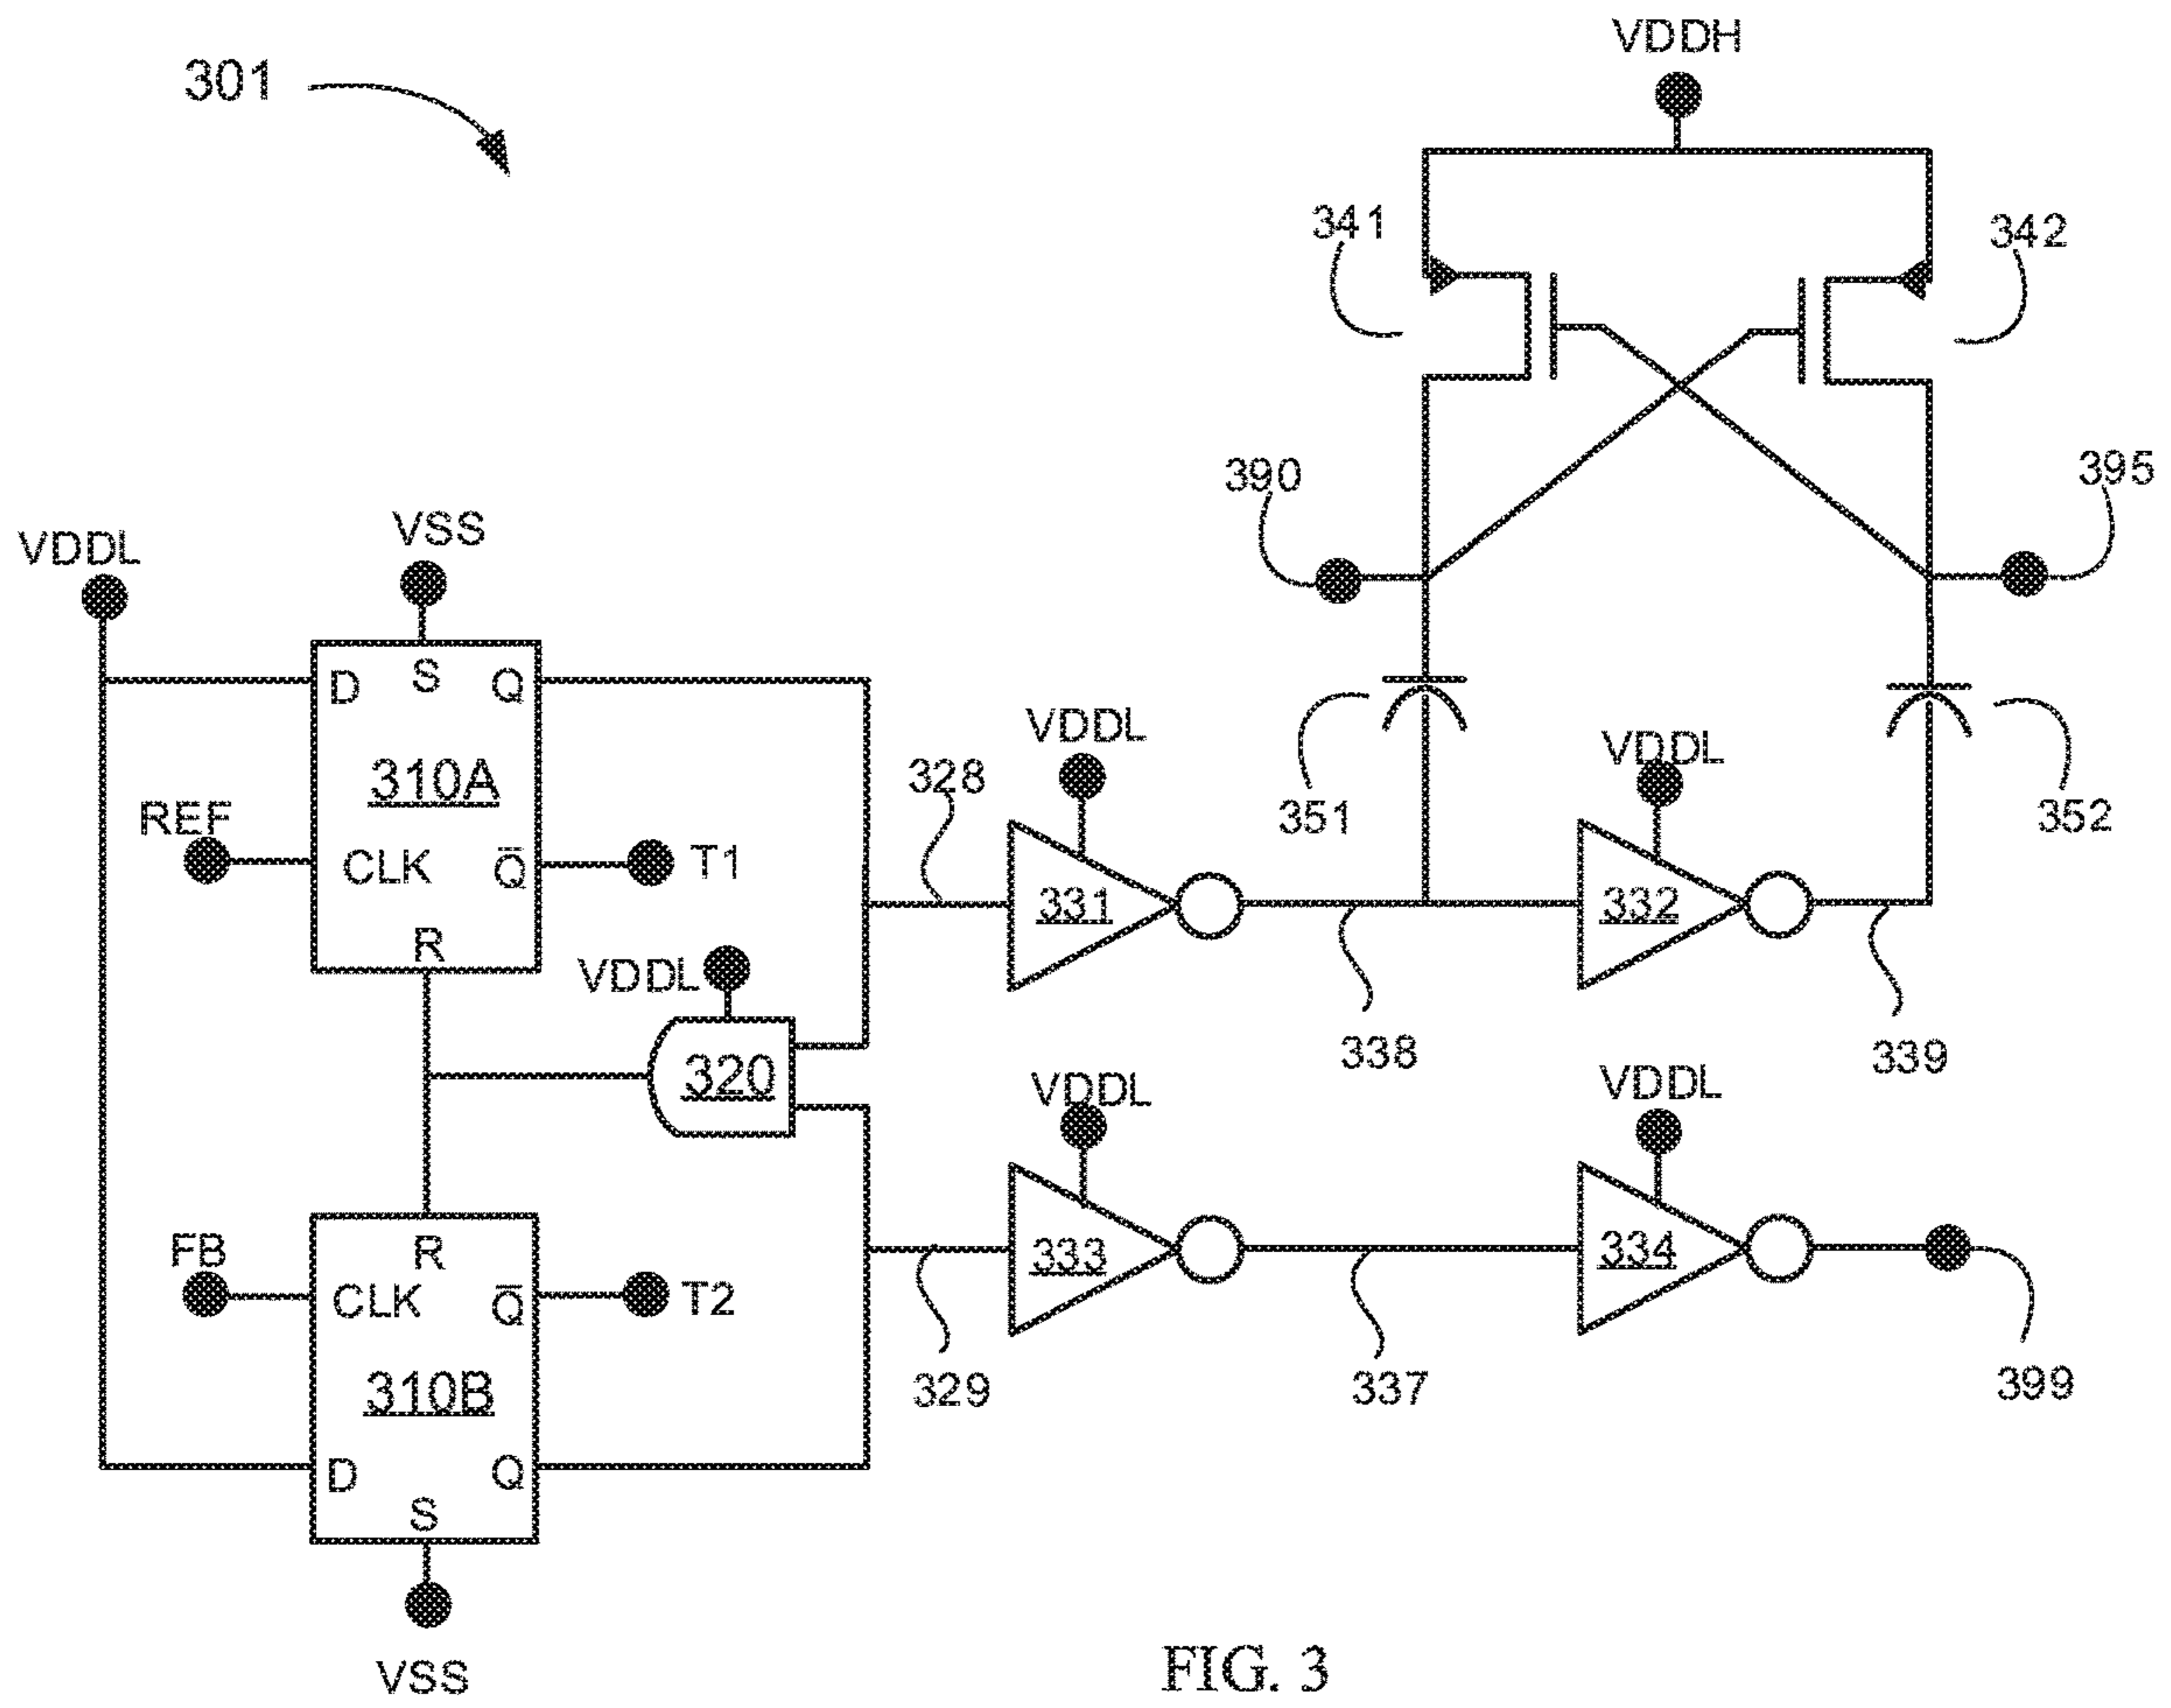 VDDH
301
341
342
390
395
VDDL
VSS
D
S
Q
310A
REF
CLK
Q̅
T1
R
328
VDDL
331
351
VDDL
332
352
338
339
VDDL
320
VDDL
333
337
VDDL
334
399
329
FB
R
CLK
Q̅
T2
310B
D
Q
S
VSS
FIG. 3